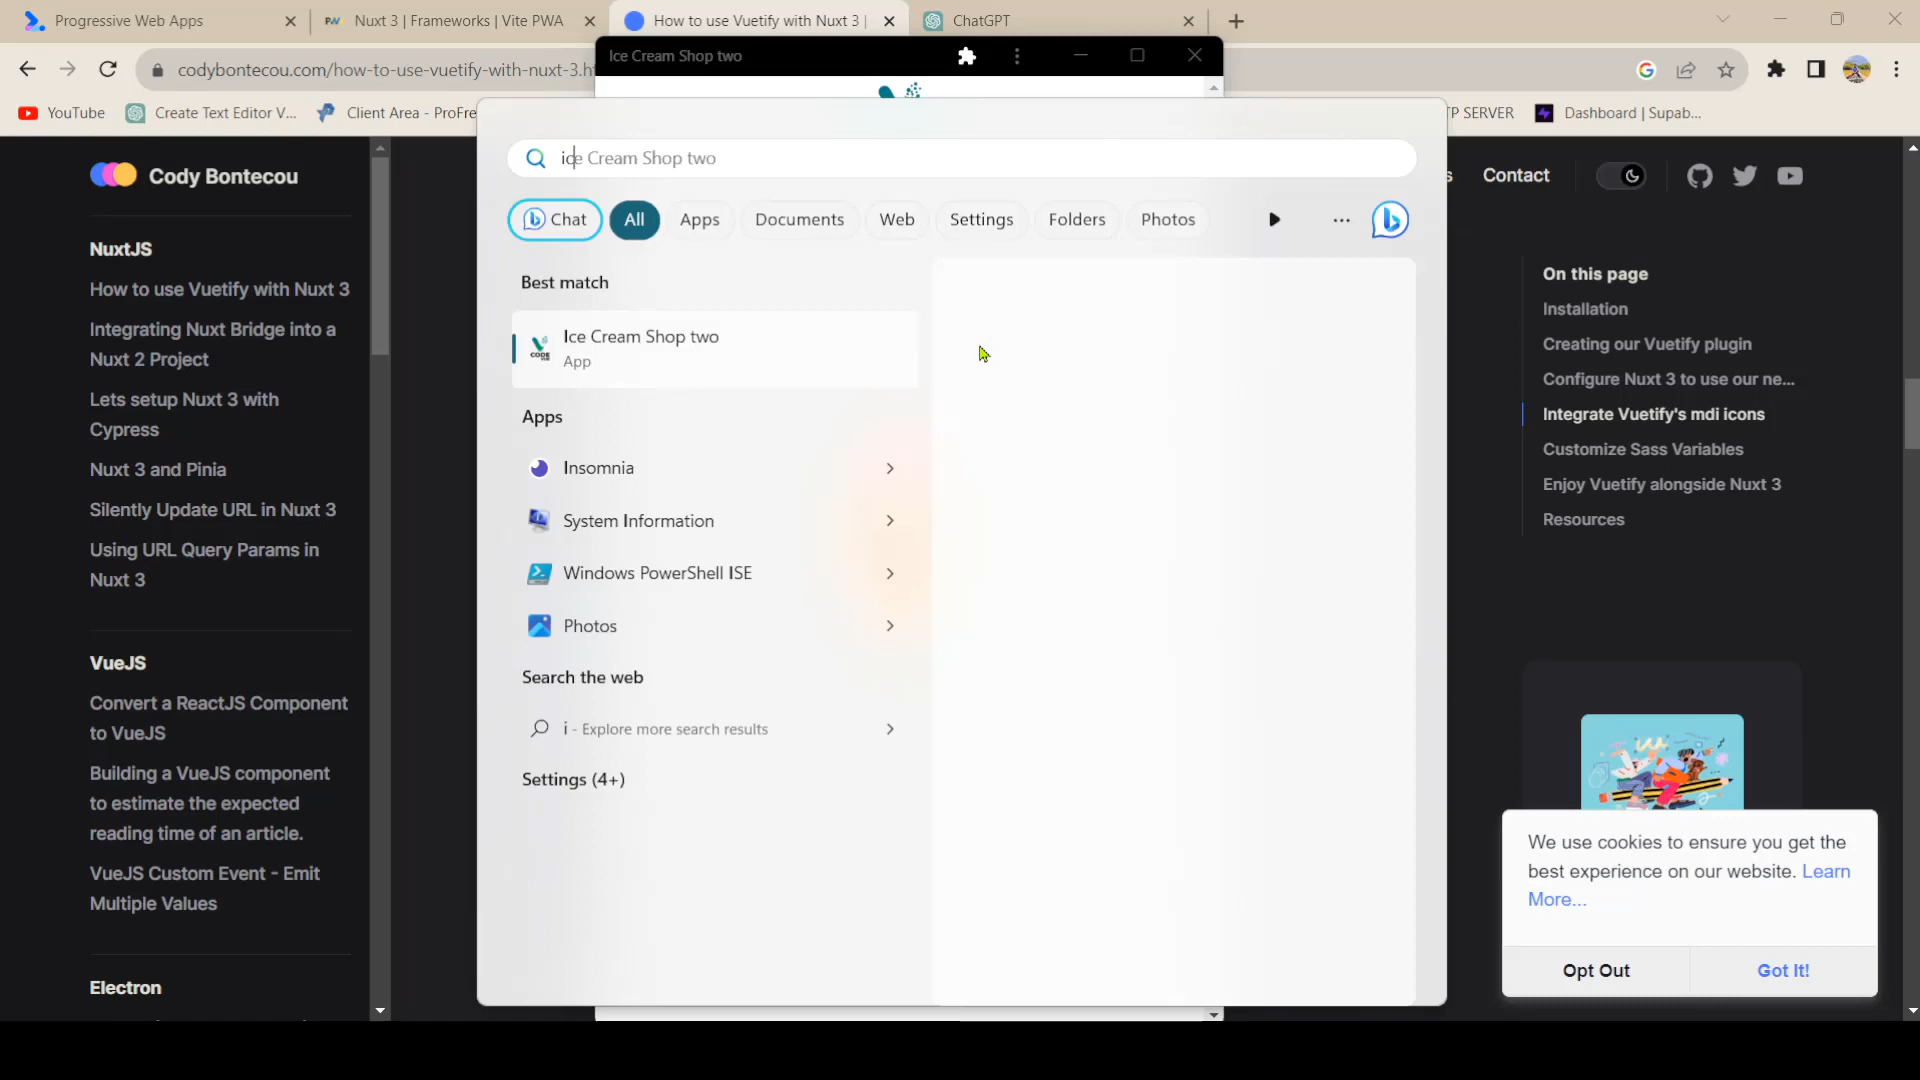 Progressive Web Apps
Nuxt 3 | Frameworks | Vite PWA
How to use Vuetify with Nuxt 3 |
ChatGPT
Ice Cream Shop two
codybontecou.com/how-to-use-vuetify-with-nuxt-3.h
YouTube
Create Text Editor V...
Client Area - ProFre
TP SERVER
Dashboard | Supab...
Cody Bontecou
NuxtJS
How to use Vuetify with Nuxt 3
Integrating Nuxt Bridge into a
Nuxt 2 Project
Lets setup Nuxt 3 with
Cypress
Nuxt 3 and Pinia
Silently Update URL in Nuxt 3
Using URL Query Params in
Nuxt 3
VueJS
Convert a ReactJS Component
to VueJS
Building a VueJS component
to estimate the expected
reading time of an article.
VueJS Custom Event - Emit
Multiple Values
Electron
ice Cream Shop two
Chat
All
Apps
Documents
Web
Settings
Folders
Photos
Best match
Ice Cream Shop two
App
CODE
Apps
Insomnia
System Information
Windows PowerShell ISE
Photos
Search the web
i - Explore more search results
Settings (4+)
s
Contact
On this page
Installation
Creating our Vuetify plugin
Configure Nuxt 3 to use our ne...
Integrate Vuetify's mdi icons
Customize Sass Variables
Enjoy Vuetify alongside Nuxt 3
Resources
We use cookies to ensure you get the
best experience on our website. Learn
More...
Opt Out
Got It!